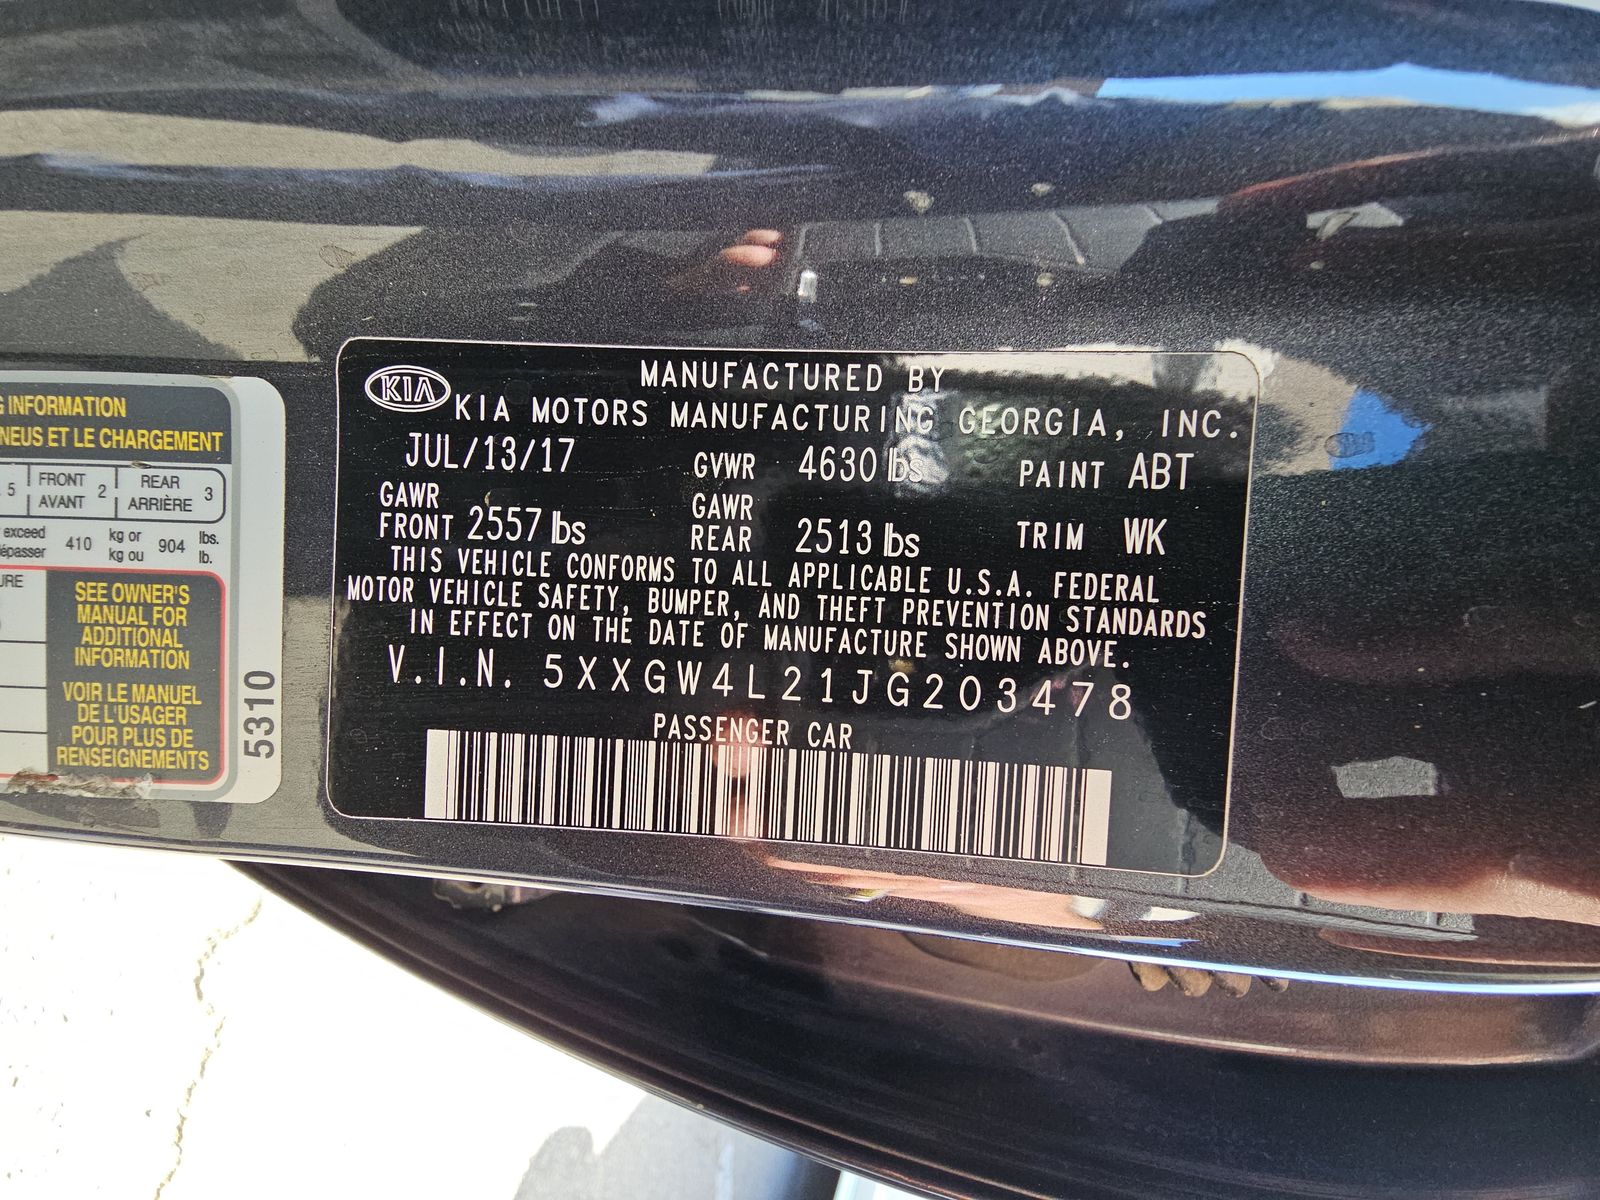 G INFORMATION
NEUS ET LE CHARGEMENT
5 FRONT AVANT 2 REAR ARRIÈRE 3
exceed 410 kg or 904 lbs.
dépasser kg ou lb.
SEE OWNER'S
MANUAL FOR
ADDITIONAL
INFORMATION
VOIR LE MANUEL
DE L'USAGER
POUR PLUS DE
RENSEIGNEMENTS
5310
KIA
MANUFACTURED BY
KIA MOTORS MANUFACTURING GEORGIA, INC.
JUL/13/17 GVWR 4630 lbs PAINT ABT
GAWR FRONT 2557 lbs GAWR REAR 2513 lbs TRIM WK
THIS VEHICLE CONFORMS TO ALL APPLICABLE U.S.A. FEDERAL
MOTOR VEHICLE SAFETY, BUMPER, AND THEFT PREVENTION STANDARDS
IN EFFECT ON THE DATE OF MANUFACTURE SHOWN ABOVE.
V.I.N. 5XXGW4L21JG203478
PASSENGER CAR